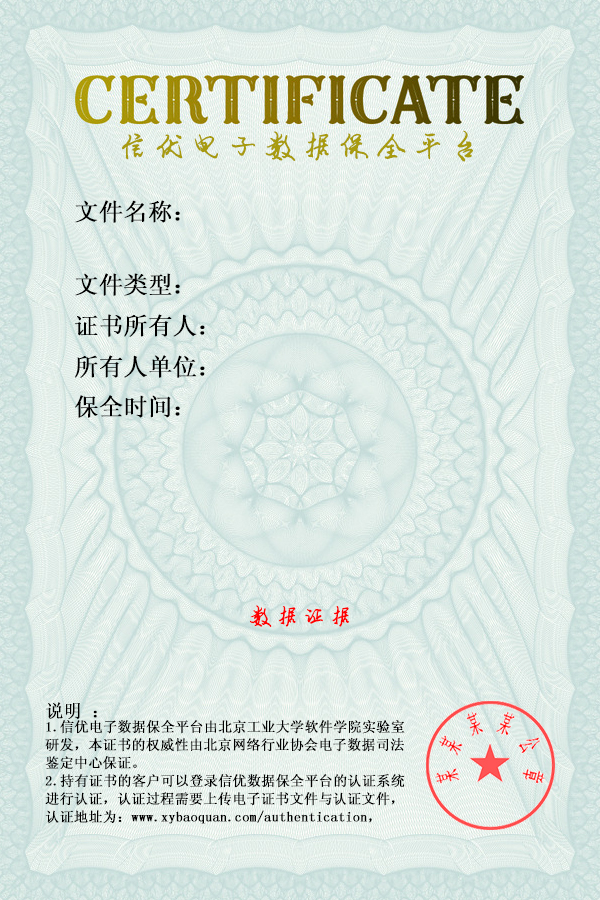 CERTIFICATE
信优电子数据保全平台
文件名称：
文件类型：
证书所有人：
所有人单位：
保全时间：
数据证据
说明 ：
1.信优电子数据保全平台由北京工业大学软件学院实验室
研发，本证书的权威性由北京网络行业协会电子数据司法
鉴定中心保证。
2.持有证书的客户可以登录信优数据保全平台的认证系统
进行认证，认证过程需要上传电子证书文件与认证文件，
认证地址为：www.xybaoquan.com/authentication，
某某某某公章